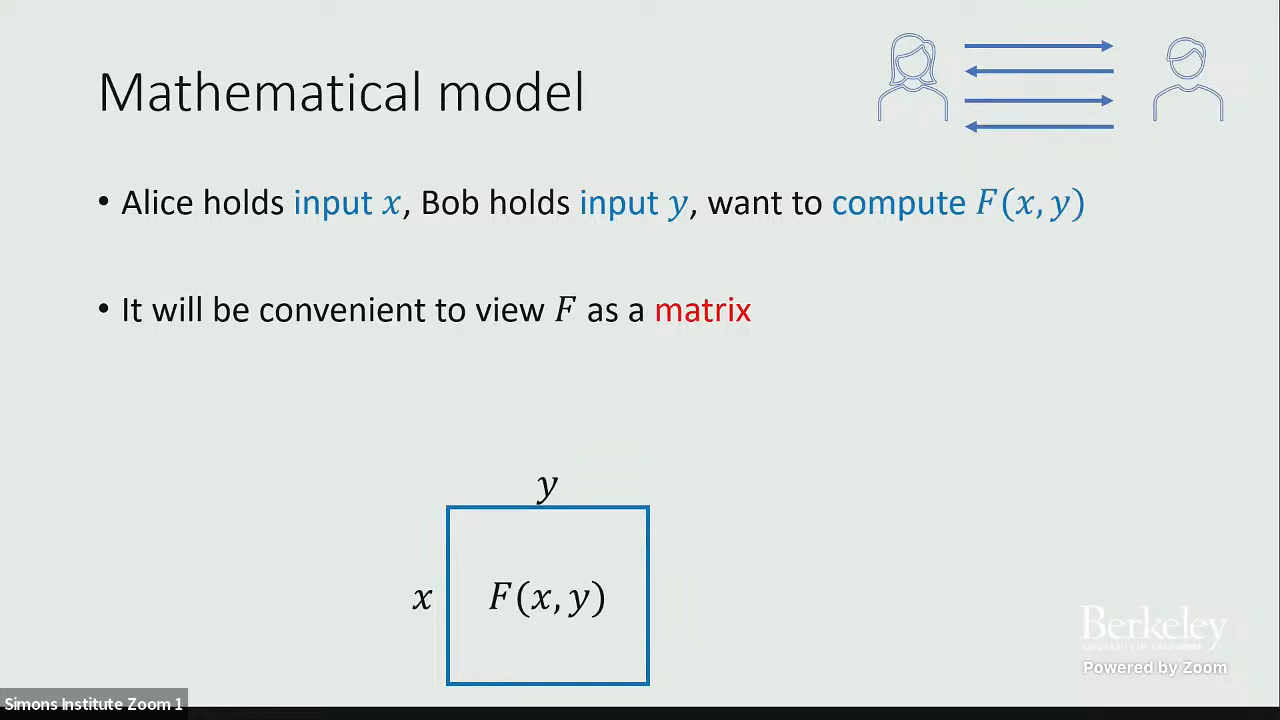 Mathematical model
• Alice holds input x, Bob holds input y, want to compute F(x, y)
• It will be convenient to view F as a matrix
y
x
F(x, y)
Berkeley
UNIVERSITY OF CALIFORNIA
Powered by Zoom
Simons Institute Zoom 1